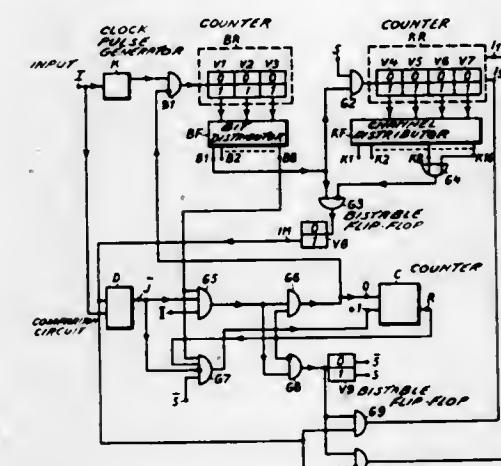 CLOCK
PULSE
GENERATOR
COUNTER
BR
COUNTER
KR
INPUT
I
K
B1
V1 V2 V3
0 0 0
1 1 1
S
G2
V4 V5 V6 V7
0 0 0 0
1 1 1 1
BF
BIT
DISTRIBUTOR
B1 B2 B8
KF
CHANNEL
DISTRIBUTOR
K1 K2 K8 K16
G4
G3
BISTABLE
FLIP-FLOP
IM
0
1
V8
D
J
COMPARISON
CIRCUIT
G5
I
G6
0
C
COUNTER
+1
R
G7
S̄
G8
0
1
S̄
S
V9
BISTABLE
FLIP-FLOP
G9